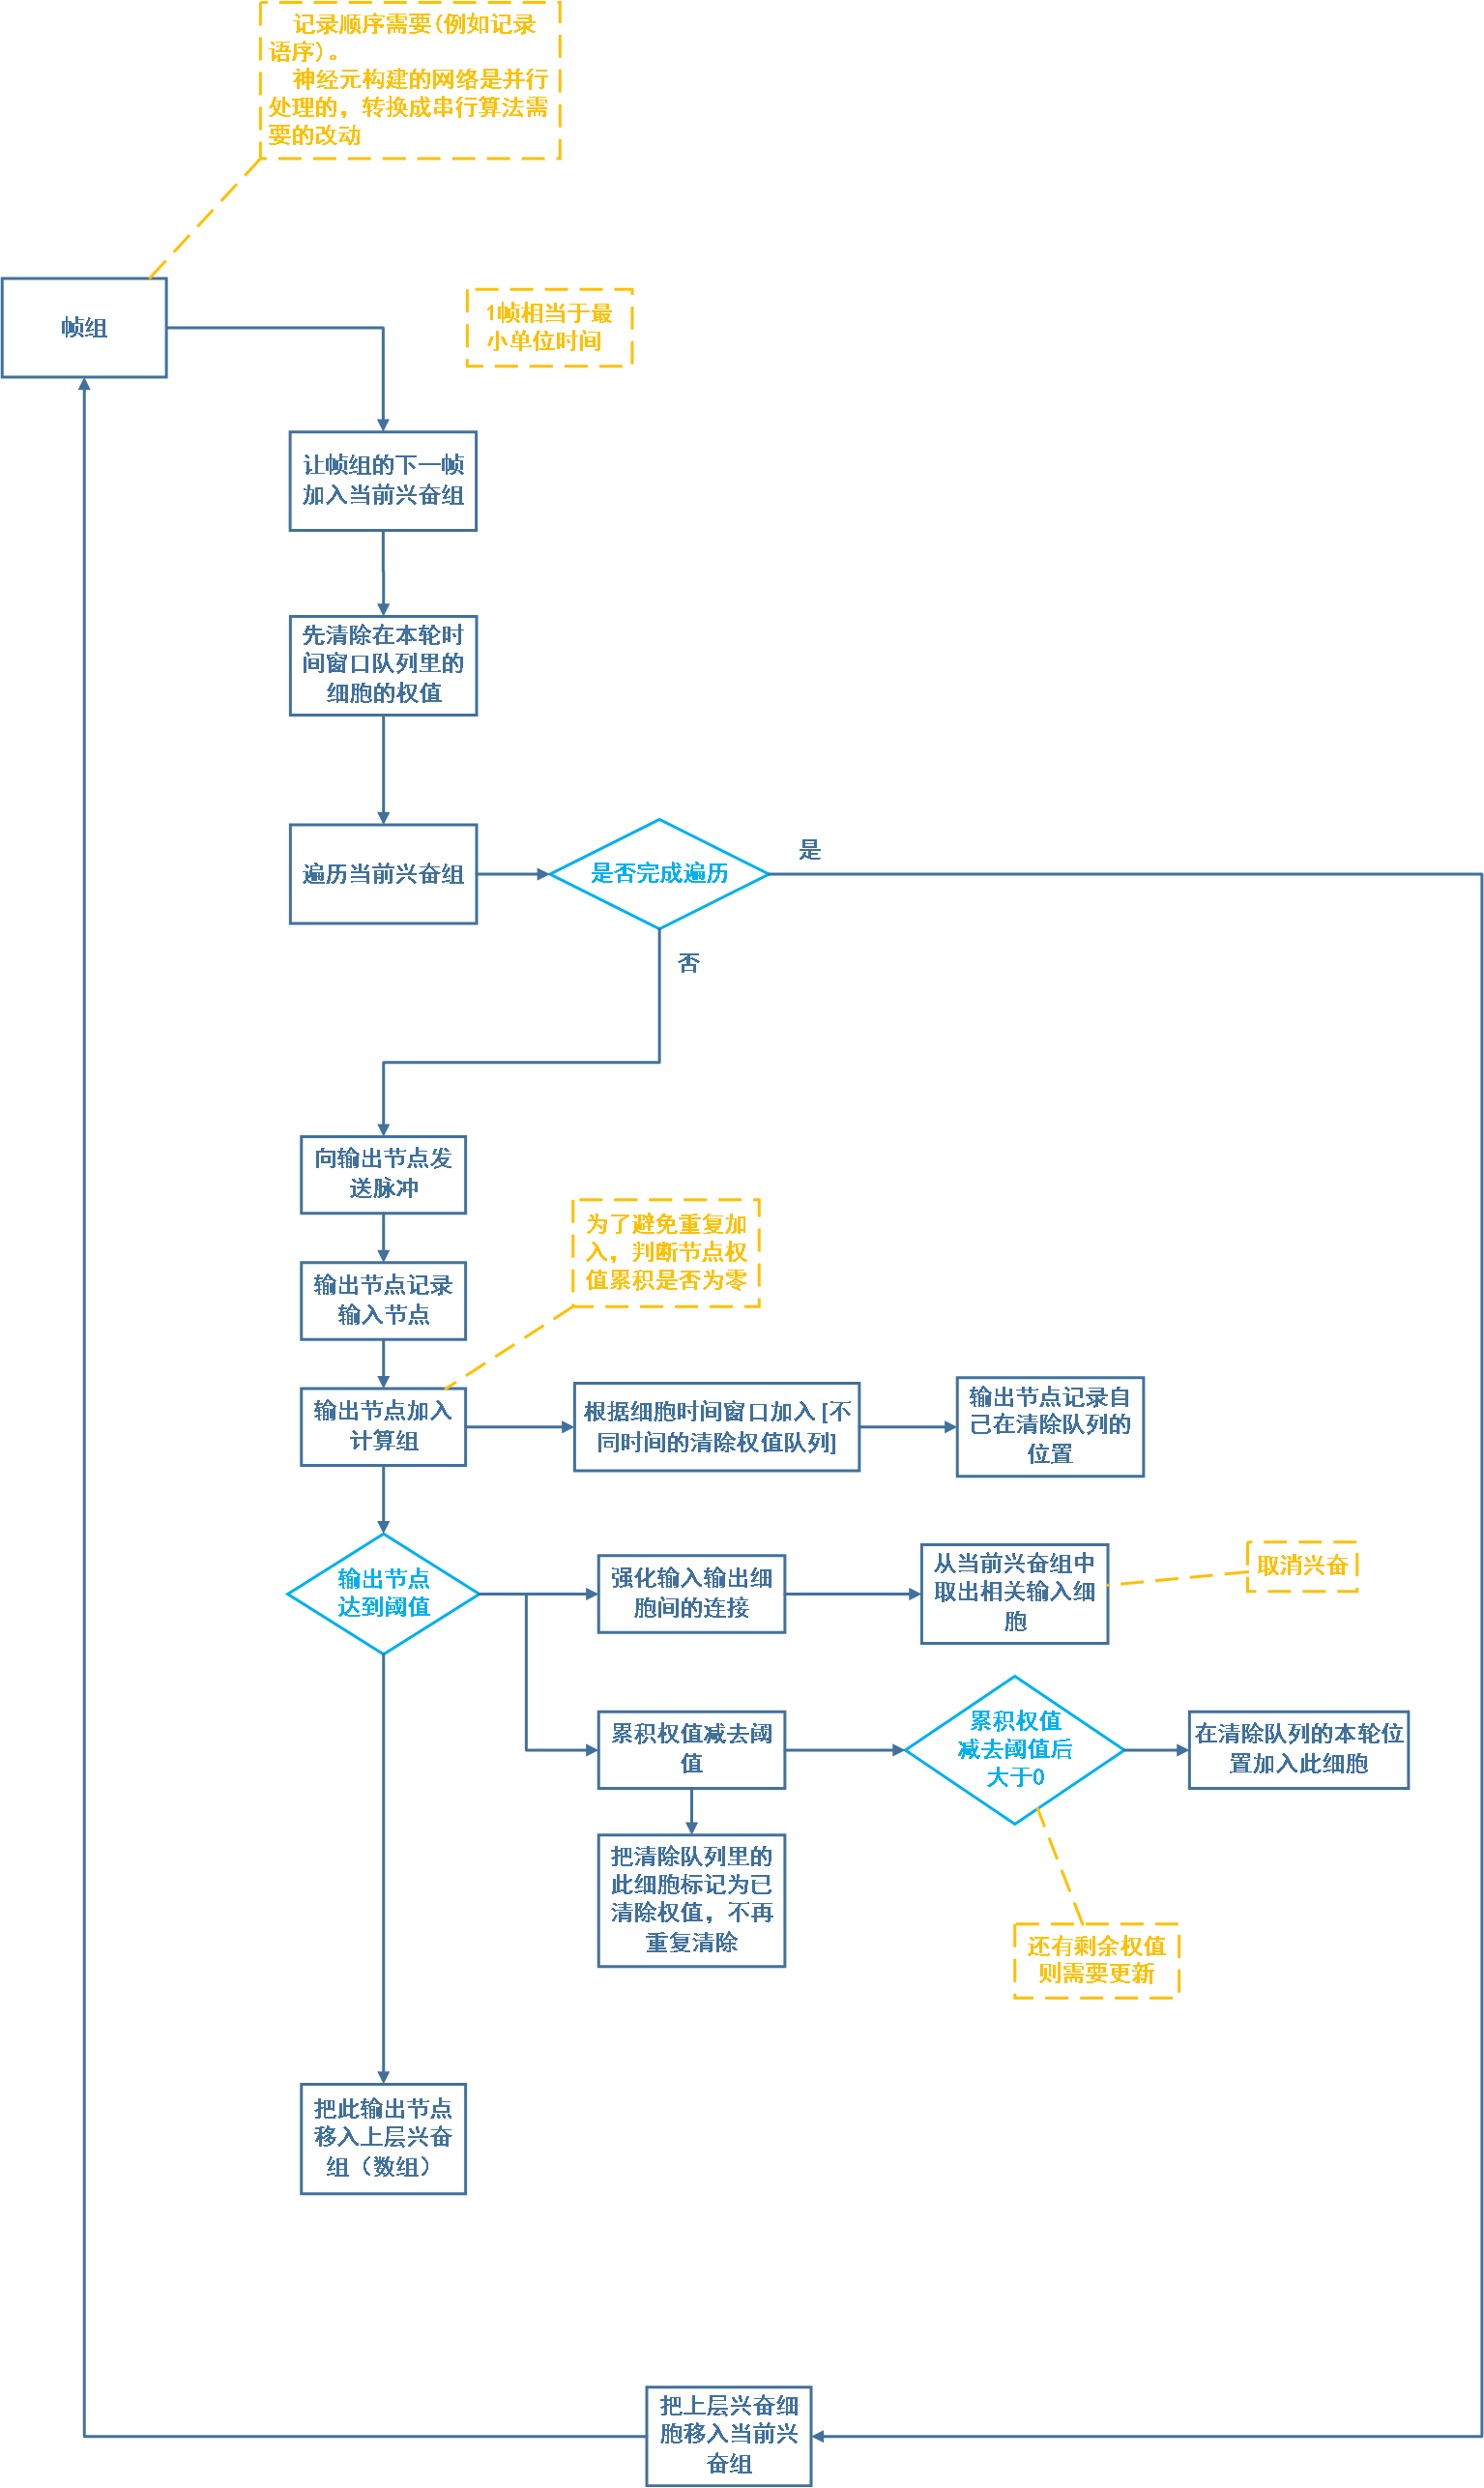 记录顺序需要(例如记录
语序)。
神经元构建的网络是并行
处理的，转换成串行算法需
要的改动
帧组
1帧相当于最
小单位时间
让帧组的下一帧
加入当前兴奋组
先清除在本轮时
间窗口队列里的
细胞的权值
遍历当前兴奋组
是否完成遍历
是
否
向输出节点发
送脉冲
为了避免重复加
入，判断节点权
值累积是否为零
输出节点记录
输入节点
输出节点加入
计算组
根据细胞时间窗口加入 [不
同时间的清除权值队列]
输出节点记录自
己在清除队列的
位置
输出节点
达到阈值
强化输入输出细
胞间的连接
从当前兴奋组中
取出相关输入细
胞
取消兴奋
累积权值减去阈
值
累积权值
减去阈值后
大于0
在清除队列的本轮位
置加入此细胞
把清除队列里的
此细胞标记为已
清除权值，不再
重复清除
还有剩余权值
则需要更新
把此输出节点
移入上层兴奋
组（数组）
把上层兴奋细
胞移入当前兴
奋组